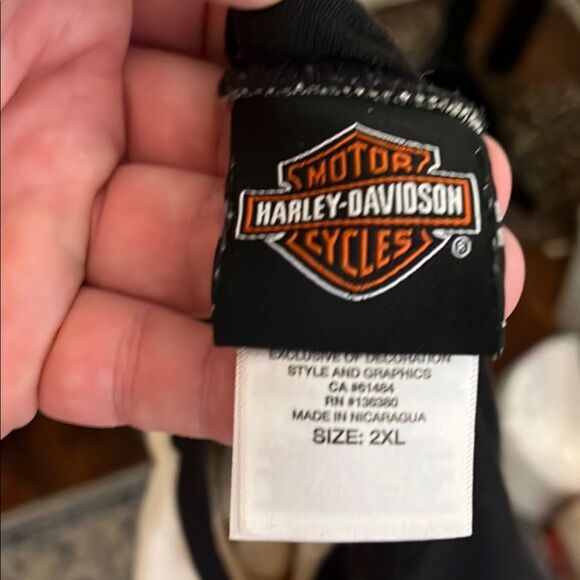 MOTOR
HARLEY-DAVIDSON
CYCLES
®
EXCLUSIVE OF DECORATION
STYLE AND GRAPHICS
CA #61484
RN #136380
MADE IN NICARAGUA
SIZE: 2XL